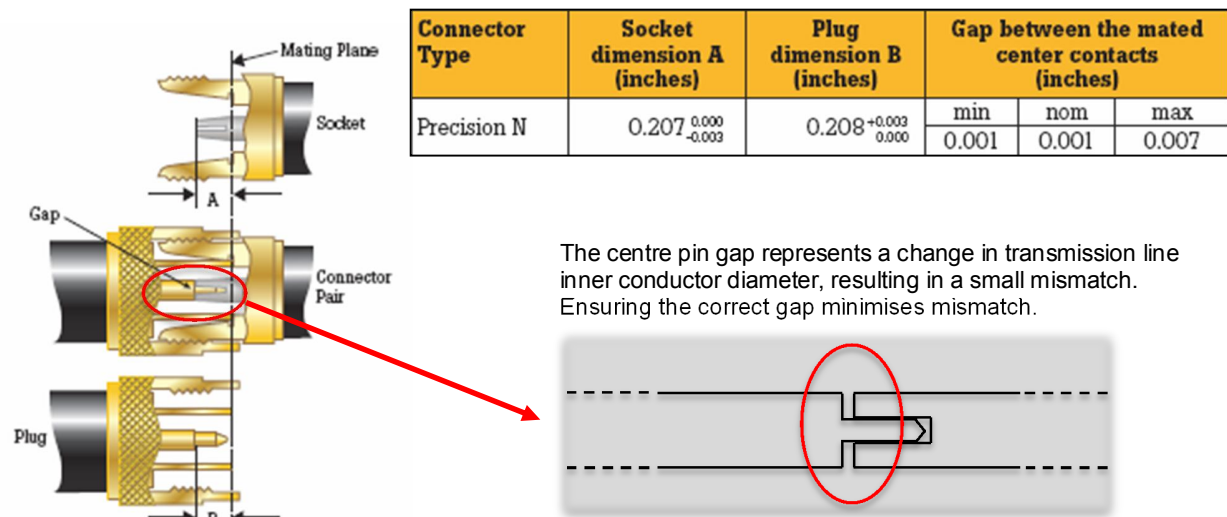 Connector Type
Socket dimension A (inches)
Plug dimension B (inches)
Gap between the mated center contacts (inches)
min nom max
Precision N 0.207 0.000 -0.003 0.208 +0.003 0.000 0.001 0.001 0.007
Mating Plane
Socket
A
Gap
Connector
Pair
Plug
B
The centre pin gap represents a change in transmission line
inner conductor diameter, resulting in a small mismatch.
Ensuring the correct gap minimises mismatch.